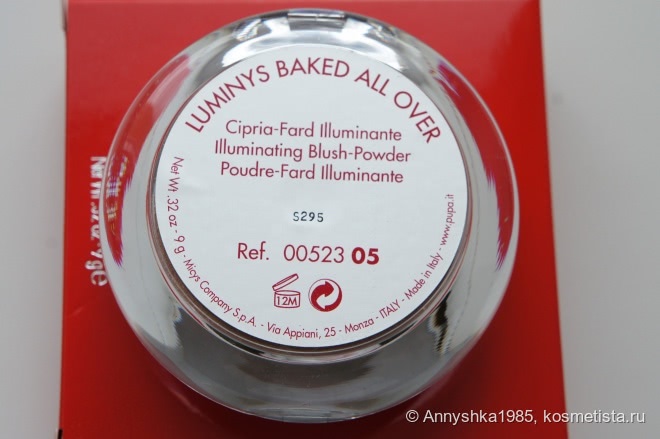 LUMINYS BAKED ALL OVER
Cipria-Fard Illuminante
Illuminating Blush-Powder
Poudre-Fard Illuminante
S295
Ref. 00523 05
12M
Net Wt .32 oz - 9 g - Micys Company S.p.A. - Via Appiani, 25 - Monza - ITALY - Made in Italy - www.pupa.it
© Annyshka1985, kosmetista.ru